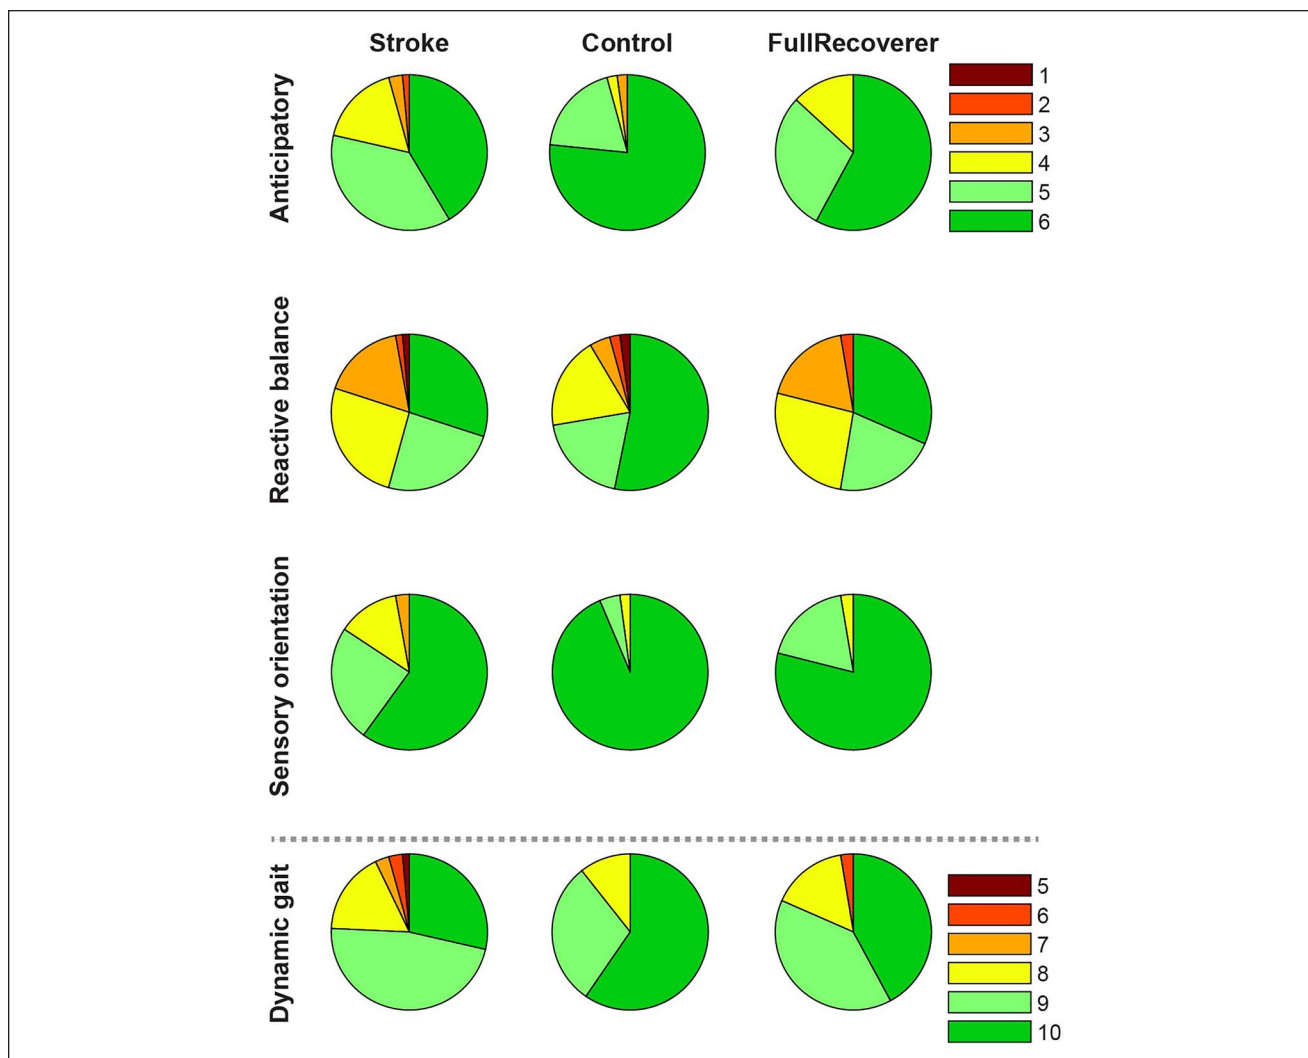 Stroke
Control
FullRecoverer
Anticipatory
1
2
3
4
5
6
Reactive balance
Sensory orientation
Dynamic gait
5
6
7
8
9
10